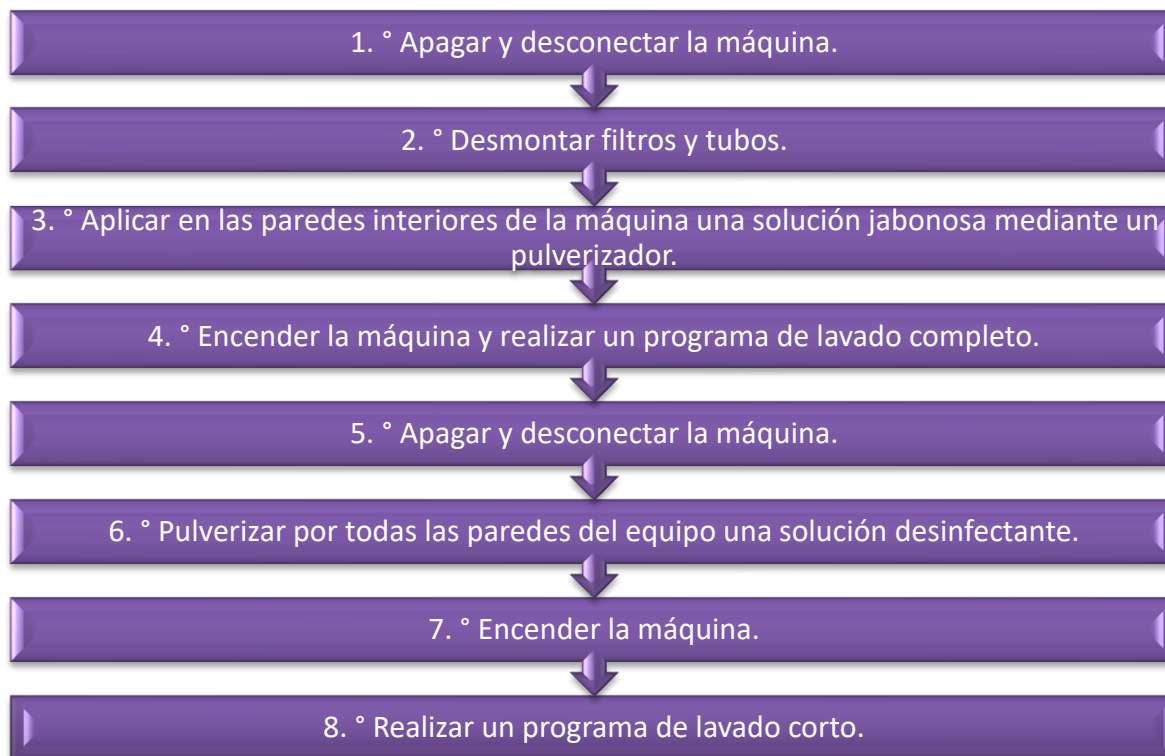 1. ° Apagar y desconectar la máquina.
2. ° Desmontar filtros y tubos.
3. ° Aplicar en las paredes interiores de la máquina una solución jabonosa mediante un
pulverizador.
4. ° Encender la máquina y realizar un programa de lavado completo.
5. ° Apagar y desconectar la máquina.
6. ° Pulverizar por todas las paredes del equipo una solución desinfectante.
7. ° Encender la máquina.
8. ° Realizar un programa de lavado corto.